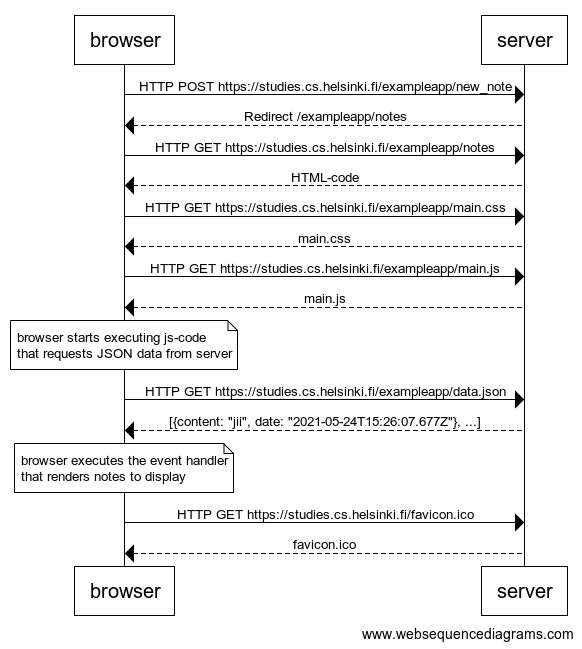 browser
server
HTTP POST https://studies.cs.helsinki.fi/exampleapp/new_note
Redirect /exampleapp/notes
HTTP GET https://studies.cs.helsinki.fi/exampleapp/notes
HTML-code
HTTP GET https://studies.cs.helsinki.fi/exampleapp/main.css
main.css
HTTP GET https://studies.cs.helsinki.fi/exampleapp/main.js
main.js
browser starts executing js-code
that requests JSON data from server
HTTP GET https://studies.cs.helsinki.fi/exampleapp/data.json
[{content: "jii", date: "2021-05-24T15:26:07.677Z"}, ...]
browser executes the event handler
that renders notes to display
HTTP GET https://studies.cs.helsinki.fi/favicon.ico
favicon.ico
browser
server
www.websequencediagrams.com